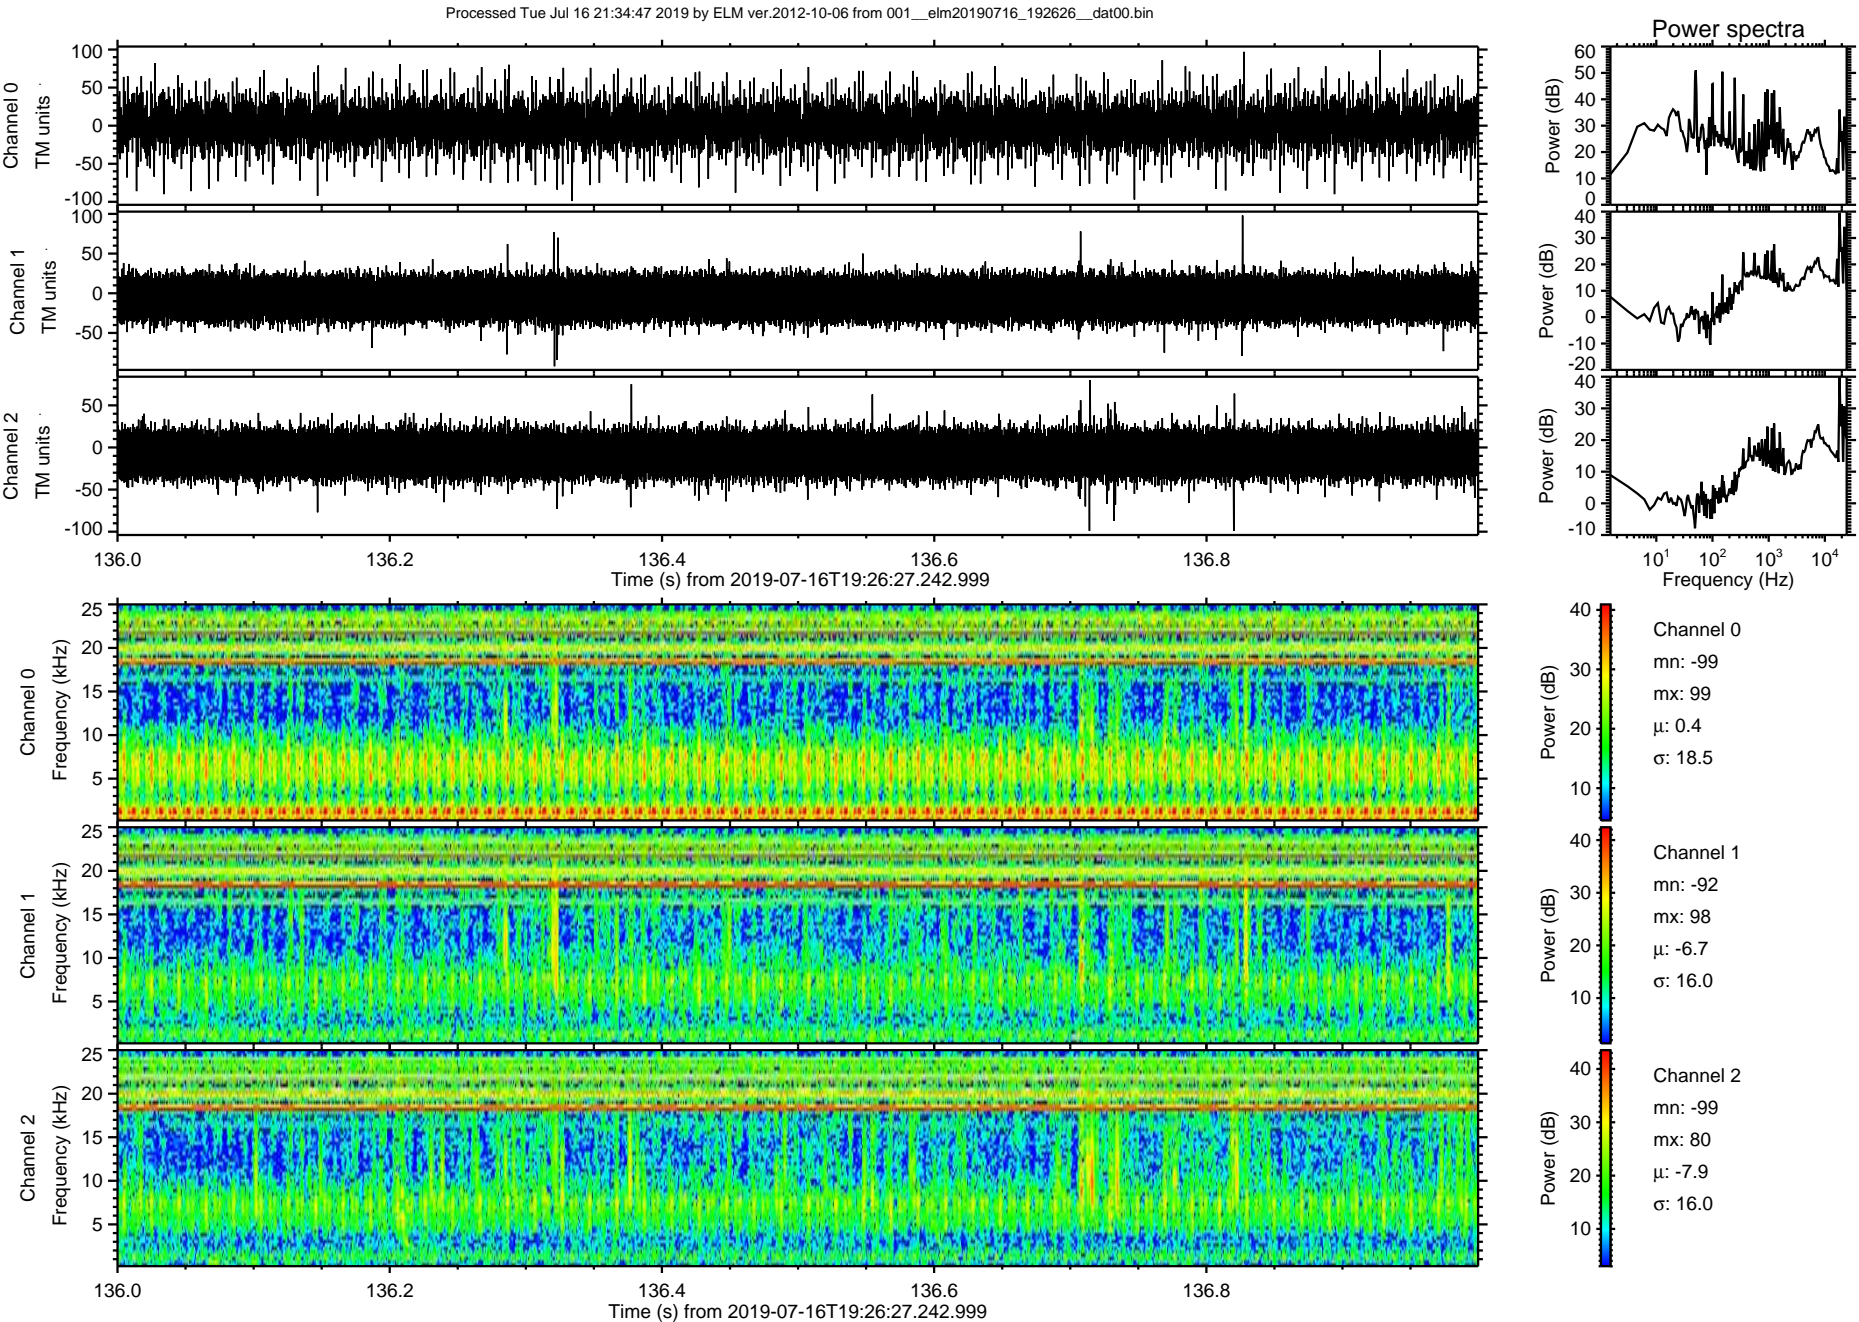 Processed Tue Jul 16 21:34:47 2019 by ELM ver.2012-10-06 from 001__elm20190716_192626__dat00.bin
Power spectra
Channel 0
TM units
100
50
0
-50
-100
Power (dB)
60
50
40
30
20
10
0
Channel 1
TM units
100
50
0
-50
Power (dB)
40
30
20
10
0
-10
-20
Channel 2
TM units
50
0
-50
-100
Power (dB)
40
30
20
10
0
-10
136.0 136.2 136.4 136.6 136.8
Time (s) from 2019-07-16T19:26:27.242.999
10^1 10^2 10^3 10^4
Frequency (Hz)
Channel 0
Frequency (kHz)
25
20
15
10
5
Power (dB)
40
30
20
10
Channel 0
mn: -99
mx: 99
μ: 0.4
σ: 18.5
Channel 1
Frequency (kHz)
25
20
15
10
5
Power (dB)
40
30
20
10
Channel 1
mn: -92
mx: 98
μ: -6.7
σ: 16.0
Channel 2
Frequency (kHz)
25
20
15
10
5
Power (dB)
40
30
20
10
Channel 2
mn: -99
mx: 80
μ: -7.9
σ: 16.0
136.0 136.2 136.4 136.6 136.8
Time (s) from 2019-07-16T19:26:27.242.999